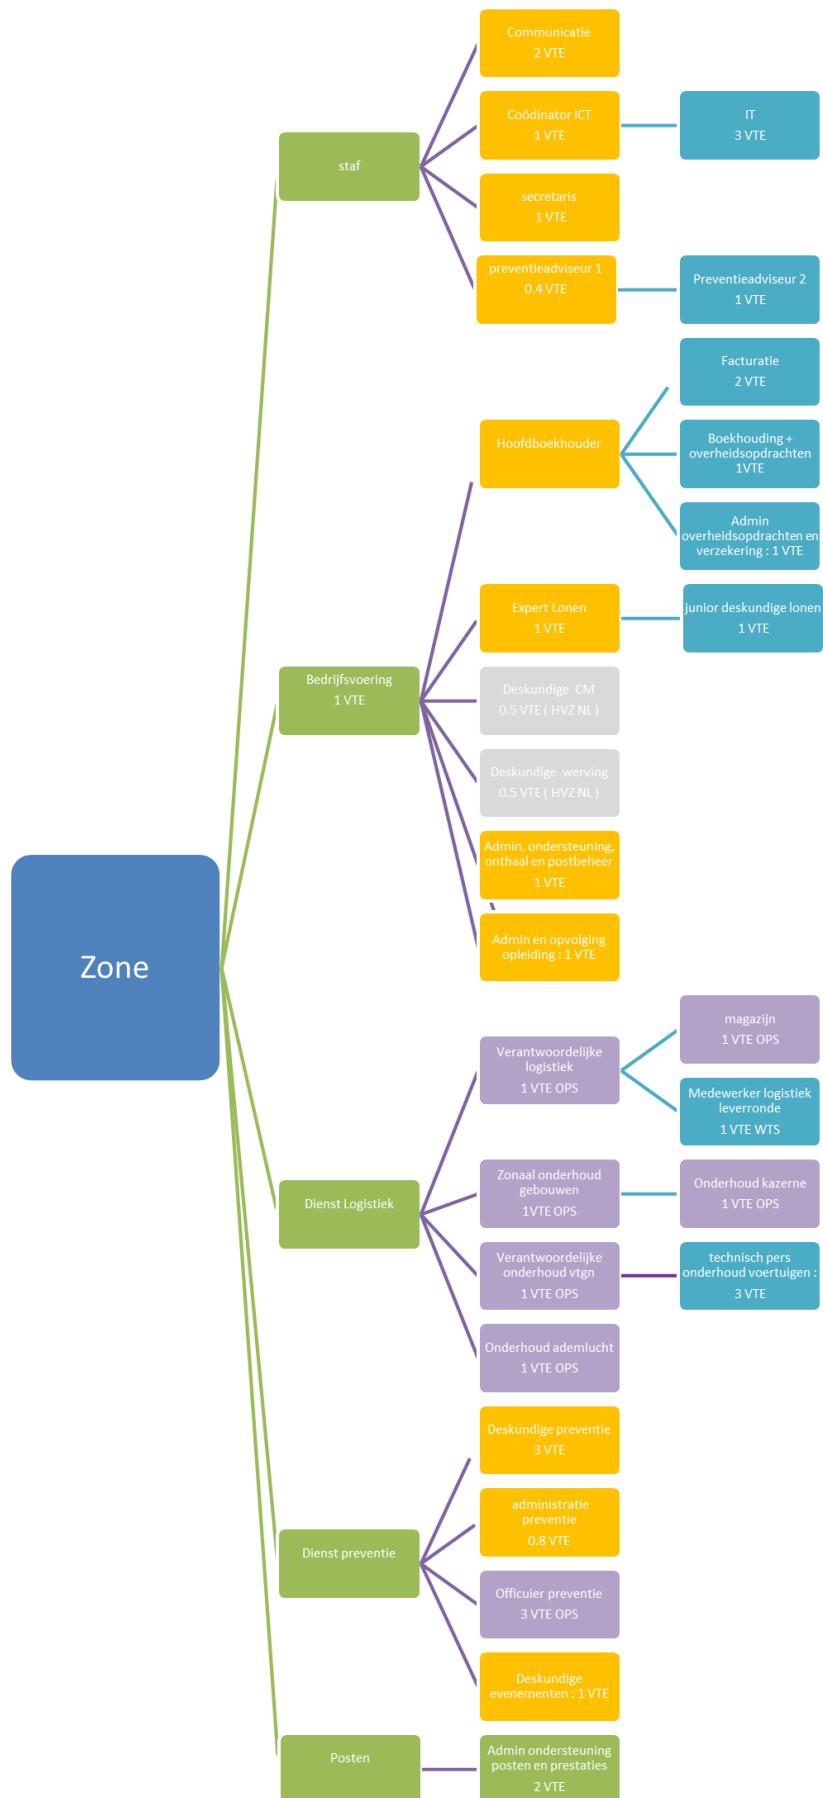 Zone
staf
Communicatie
2 VTE
Coödinator ICT
1 VTE
IT
3 VTE
secretaris
1 VTE
preventieadviseur 1
0.4 VTE
Preventieadviseur 2
1 VTE
Bedrijfsvoering
1 VTE
Hoofdboekhouder
Facturatie
2 VTE
Boekhouding +
overheidsopdrachten
1VTE
Admin
overheidsopdrachten en
verzekering : 1 VTE
Expert Lonen
1 VTE
junior deskundige lonen
1 VTE
Deskundige CM
0.5 VTE ( HVZ NL )
Deskundige werving
0.5 VTE ( HVZ NL )
Admin. ondersteuning,
onthaal en postbeheer
1 VTE
Admin en opvolging
opleiding : 1 VTE
Dienst Logistiek
Verantwoordelijke
logistiek
1 VTE OPS
magazijn
1 VTE OPS
Medewerker logistiek
leverronde
1 VTE WTS
Zonaal onderhoud
gebouwen
1VTE OPS
Onderhoud kazerne
1 VTE OPS
Verantwoordelijke
onderhoud vtgn
1 VTE OPS
technisch pers
onderhoud voertuigen :
3 VTE
Onderhoud ademlucht
1 VTE OPS
Dienst preventie
Deskundige preventie
3 VTE
administratie
preventie
0.8 VTE
Officuier preventie
3 VTE OPS
Deskundige
evenementen : 1 VTE
Posten
Admin ondersteuning
posten en prestaties
2 VTE